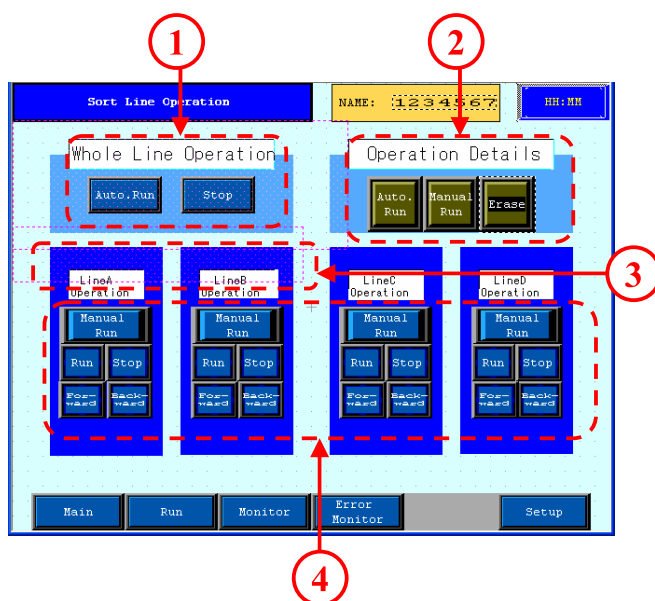 1
2
Sort Line Operation
NAME: 1234567
HH:MM
Whole Line Operation
Operation Details
Auto.Run
Stop
Auto.
Run
Manual
Run
Erase
3
LineA
Operation
LineB
Operation
LineC
Operation
LineD
Operation
Manual
Run
Manual
Run
Manual
Run
Manual
Run
Run
Stop
Run
Stop
Run
Stop
Run
Stop
For-
ward
Back-
ward
For-
ward
Back-
ward
For-
ward
Back-
ward
For-
ward
Back-
ward
Main
Run
Monitor
Error
Monitor
Setup
4